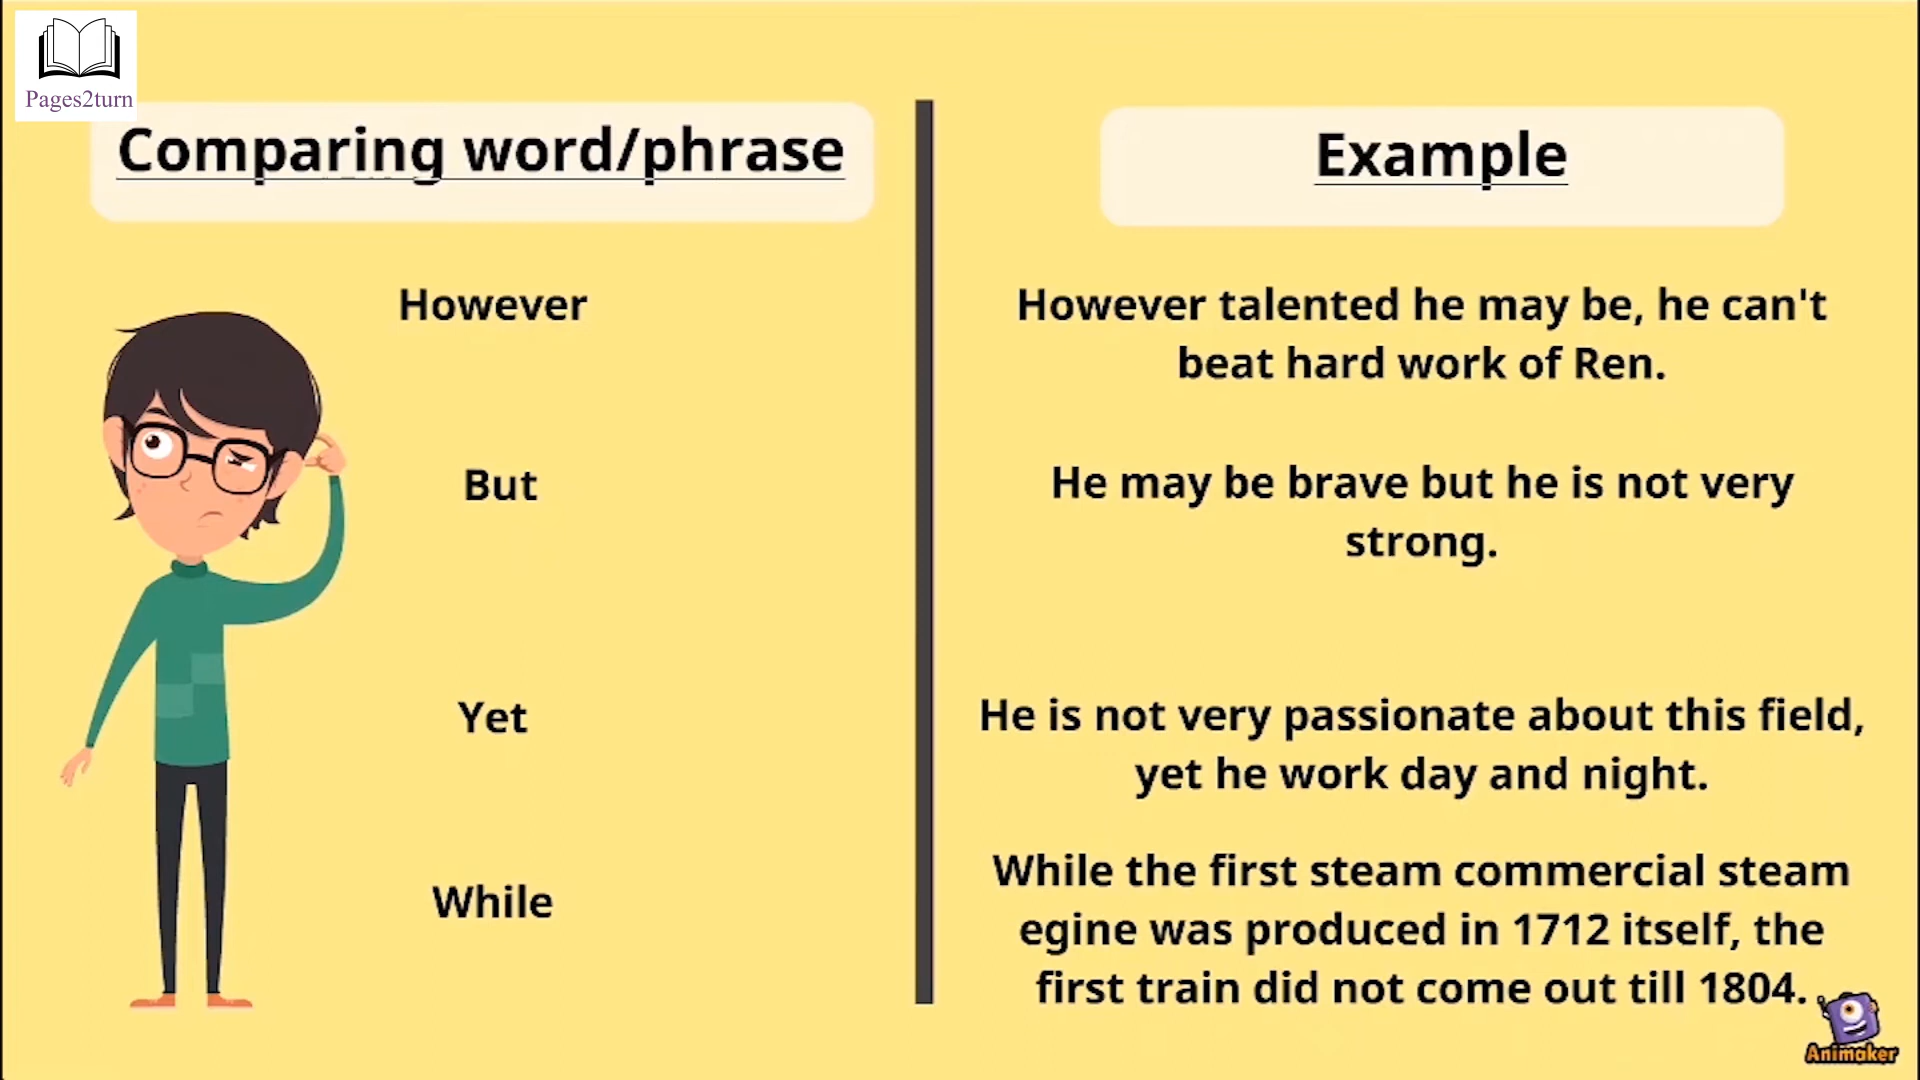 Pages2turn
Comparing word/phrase
Example
However
However talented he may be, he can't
beat hard work of Ren.
But
He may be brave but he is not very
strong.
Yet
He is not very passionate about this field,
yet he work day and night.
While
While the first steam commercial steam
egine was produced in 1712 itself, the
first train did not come out till 1804.
Animaker